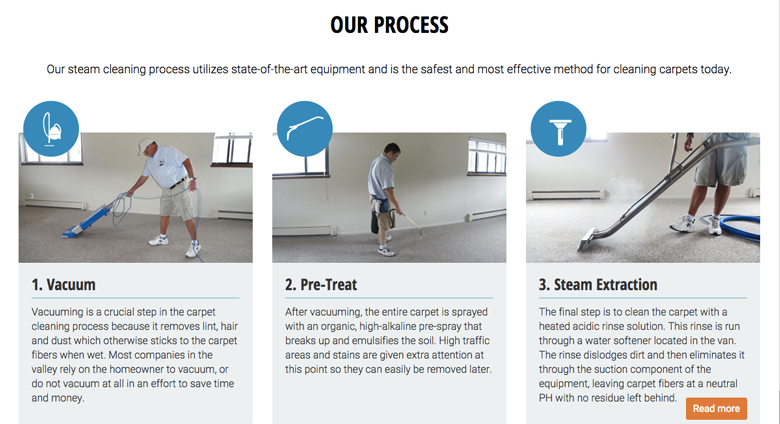 OUR PROCESS
Our steam cleaning process utilizes state-of-the-art equipment and is the safest and most effective method for cleaning carpets today.
1. Vacuum
Vacuuming is a crucial step in the carpet
cleaning process because it removes lint, hair
and dust which otherwise sticks to the carpet
fibers when wet. Most companies in the
valley rely on the homeowner to vacuum, or
do not vacuum at all in an effort to save time
and money.
2. Pre-Treat
After vacuuming, the entire carpet is sprayed
with an organic, high-alkaline pre-spray that
breaks up and emulsifies the soil. High traffic
areas and stains are given extra attention at
this point so they can easily be removed later.
3. Steam Extraction
The final step is to clean the carpet with a
heated acidic rinse solution. This rinse is run
through a water softener located in the van.
The rinse dislodges dirt and then eliminates it
through the suction component of the
equipment, leaving carpet fibers at a neutral
PH with no residue left behind.
Read more